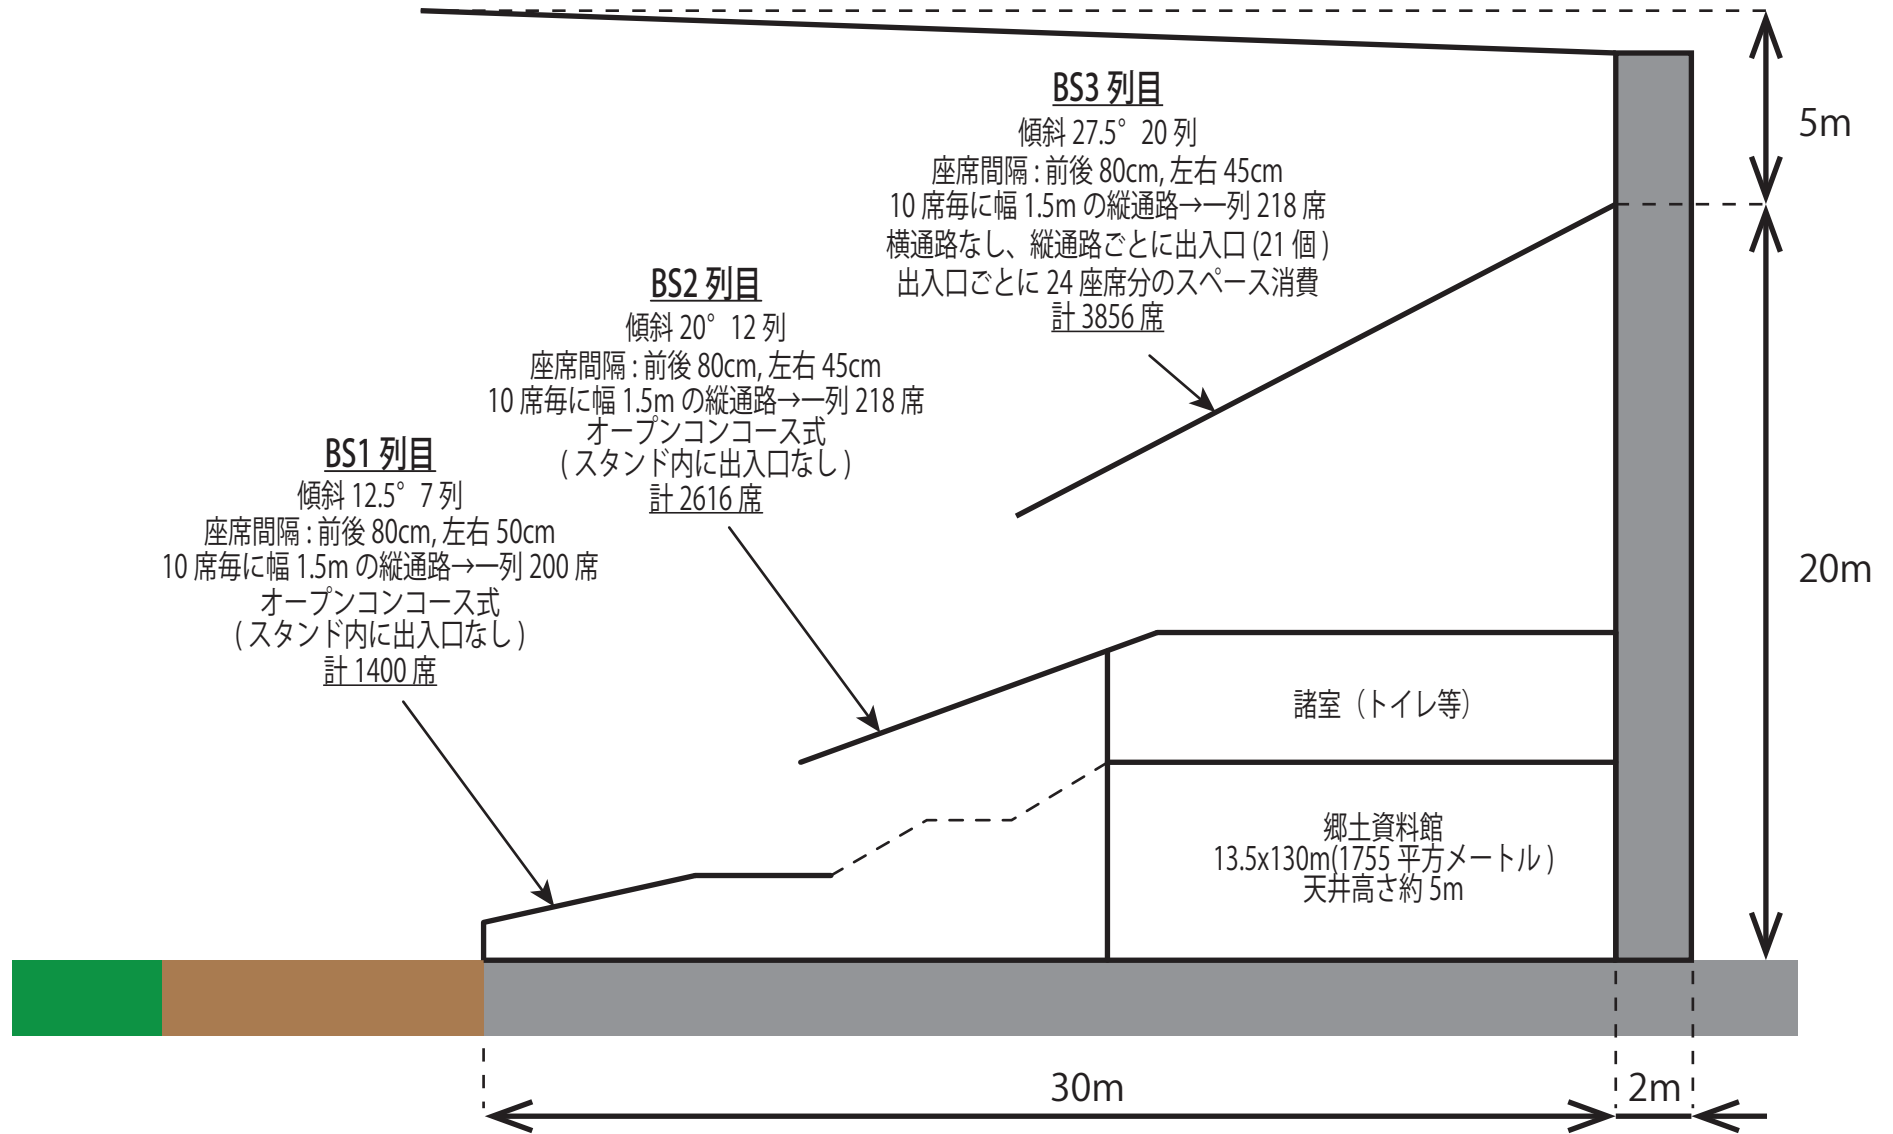 BS3 列目
傾斜 27.5°20 列
座席間隔 : 前後 80cm, 左右 45cm
10 席毎に幅 1.5m の縦通路→一列 218 席
横通路なし、縦通路ごとに出入口 (21 個 )
出入口ごとに 24 座席分のスペース消費
計 3856 席
BS2 列目
傾斜 20°12 列
座席間隔 : 前後 80cm, 左右 45cm
10 席毎に幅 1.5m の縦通路→一列 218 席
オープンコンコース式
( スタンド内に出入口なし )
計 2616 席
BS1 列目
傾斜 12.5°7 列
座席間隔 : 前後 80cm, 左右 50cm
10 席毎に幅 1.5m の縦通路→一列 200 席
オープンコンコース式
( スタンド内に出入口なし )
計 1400 席
諸室（トイレ等）
郷土資料館
13.5x130m(1755 平方メートル )
天井高さ約 5m
5m
20m
30m
2m